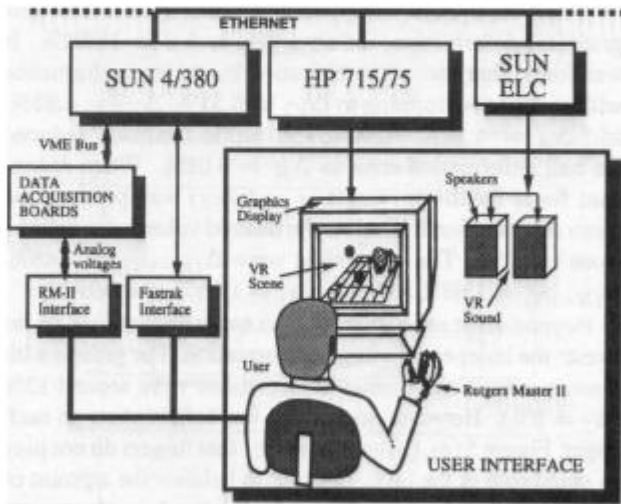 ETHERNET
SUN 4/380
HP 715/75
SUN
ELC
VME Bus
DATA
ACQUISITION
BOARDS
Analog
voltages
RM-II
Interface
Fastrak
Interface
Graphics
Display
VR
Scene
User
Speakers
VR
Sound
Rutgers Master II
USER INTERFACE